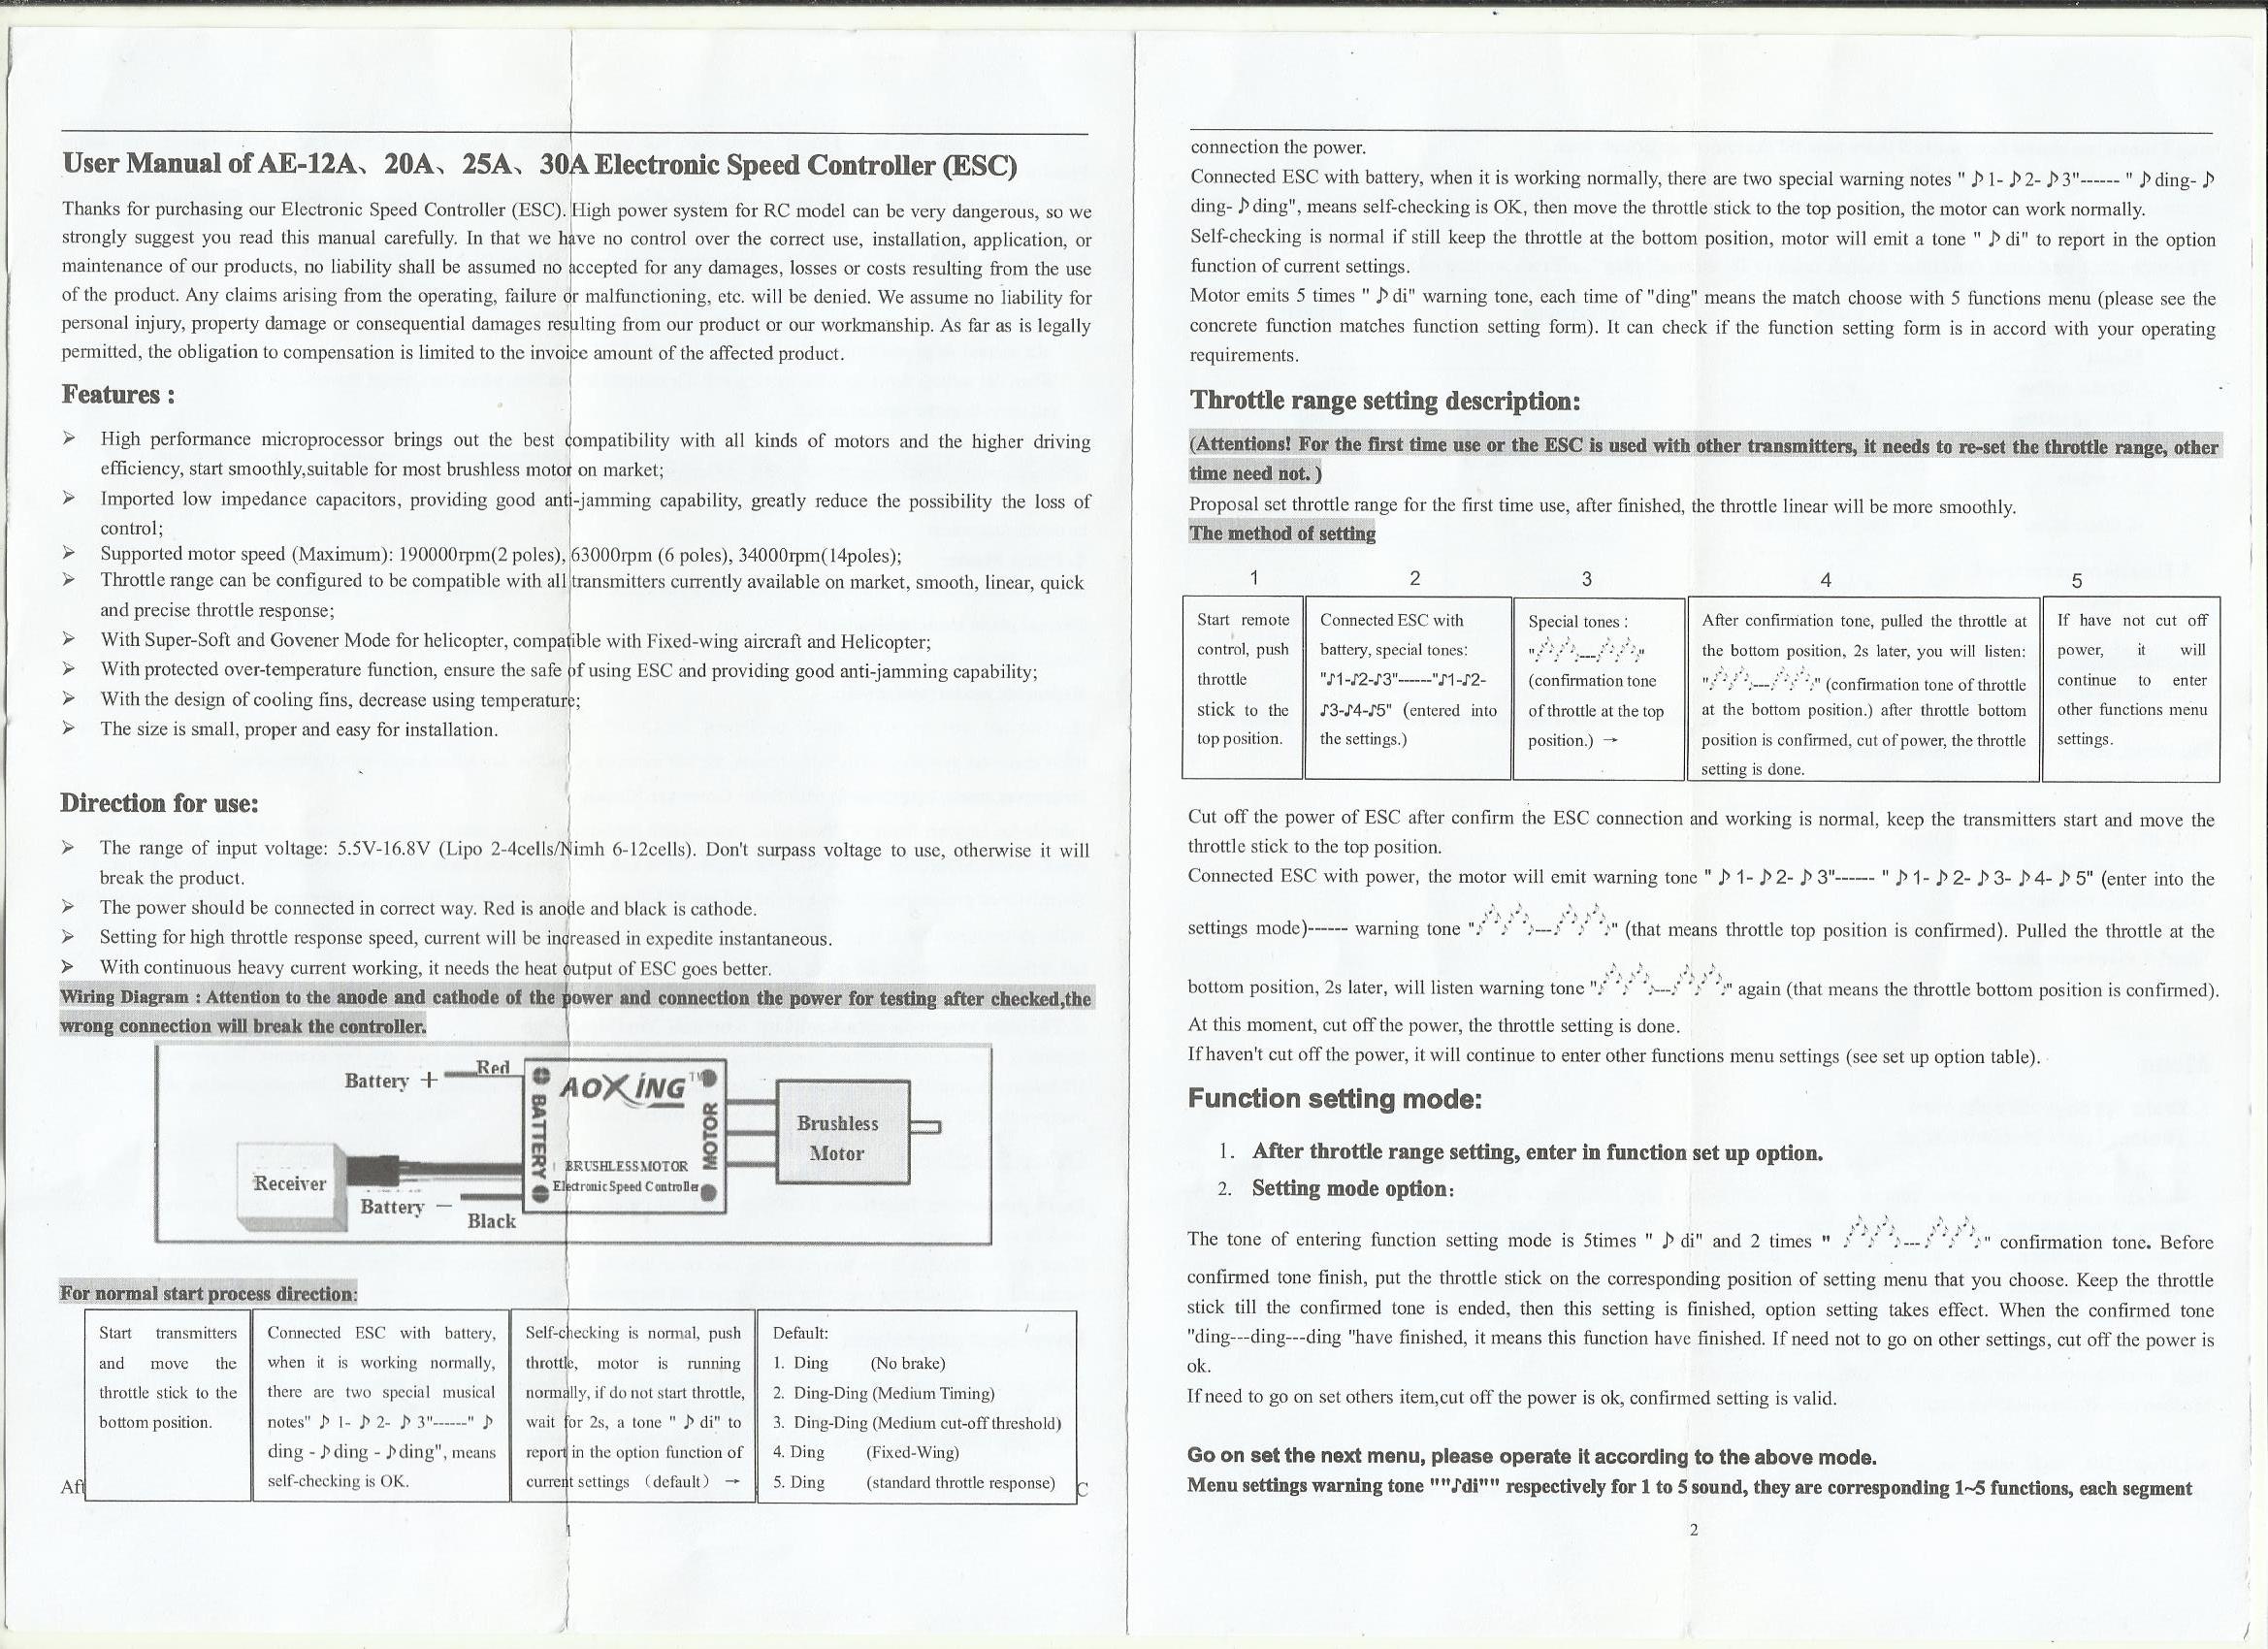 User Manual of AE-12A、 20A、 25A、 30A Electronic Speed Controller (ESC)
Thanks for purchasing our Electronic Speed Controller (ESC). High power system for RC model can be very dangerous, so we
strongly suggest you read this manual carefully. In that we have no control over the correct use, installation, application, or
maintenance of our products, no liability shall be assumed no accepted for any damages, losses or costs resulting from the use
of the product. Any claims arising from the operating, failure or malfunctioning, etc. will be denied. We assume no liability for
personal injury, property damage or consequential damages resulting from our product or our workmanship. As far as is legally
permitted, the obligation to compensation is limited to the invoice amount of the affected product.
Features :
➢ High performance microprocessor brings out the best compatibility with all kinds of motors and the higher driving
efficiency, start smoothly,suitable for most brushless motor on market;
➢ Imported low impedance capacitors, providing good anti-jamming capability, greatly reduce the possibility the loss of
control;
➢ Supported motor speed (Maximum): 190000rpm(2 poles), 63000rpm (6 poles), 34000rpm(14poles);
➢ Throttle range can be configured to be compatible with all transmitters currently available on market, smooth, linear, quick
and precise throttle response;
➢ With Super-Soft and Govener Mode for helicopter, compatible with Fixed-wing aircraft and Helicopter;
➢ With protected over-temperature function, ensure the safe of using ESC and providing good anti-jamming capability;
➢ With the design of cooling fins, decrease using temperature;
➢ The size is small, proper and easy for installation.
Direction for use:
➢ The range of input voltage: 5.5V-16.8V (Lipo 2-4cells/Nimh 6-12cells). Don't surpass voltage to use, otherwise it will
break the product.
➢ The power should be connected in correct way. Red is anode and black is cathode.
➢ Setting for high throttle response speed, current will be increased in expedite instantaneous.
➢ With continuous heavy current working, it needs the heat output of ESC goes better.
Wiring Diagram : Attention to the anode and cathode of the power and connection the power for testing after checked,the
wrong connection will break the controller.
Battery +
Red
BATTERY
AOXING™
MOTOR
BRUSHLESSMOTOR
Electronic Speed Controller
Brushless
Motor
Receiver
Battery −
Black
For normal start process direction:
Start transmitters
and move the
throttle stick to the
bottom position.
Connected ESC with battery,
when it is working normally,
there are two special musical
notes" ♪ 1- ♪ 2- ♪ 3"------" ♪
ding - ♪ ding - ♪ ding", means
self-checking is OK.
Self-checking is normal, push
throttle, motor is running
normally, if do not start throttle,
wait for 2s, a tone " ♪ di" to
report in the option function of
current settings （default） →
Default:
1. Ding (No brake)
2. Ding-Ding (Medium Timing)
3. Ding-Ding (Medium cut-off threshold)
4. Ding (Fixed-Wing)
5. Ding (standard throttle response)
Aft
C
1
connection the power.
Connected ESC with battery, when it is working normally, there are two special warning notes " ♪ 1- ♪ 2- ♪ 3"------ " ♪ ding- ♪
ding- ♪ ding", means self-checking is OK, then move the throttle stick to the top position, the motor can work normally.
Self-checking is normal if still keep the throttle at the bottom position, motor will emit a tone " ♪ di" to report in the option
function of current settings.
Motor emits 5 times " ♪ di" warning tone, each time of "ding" means the match choose with 5 functions menu (please see the
concrete function matches function setting form). It can check if the function setting form is in accord with your operating
requirements.
Throttle range setting description:
(Attentions! For the first time use or the ESC is used with other transmitters, it needs to re-set the throttle range, other
time need not. )
Proposal set throttle range for the first time use, after finished, the throttle linear will be more smoothly.
The method of setting
1 2 3 4 5
Start remote
control, push
throttle
stick to the
top position.
Connected ESC with
battery, special tones:
"♪1-♪2-♪3"------"♪1-♪2-
♪3-♪4-♪5" (entered into
the settings.)
Special tones :
"♪♪♪♪♪---♪♪♪♪♪"
(confirmation tone
of throttle at the top
position.) →
After confirmation tone, pulled the throttle at
the bottom position, 2s later, you will listen:
"♪♪♪♪♪---♪♪♪♪♪" (confirmation tone of throttle
at the bottom position.) after throttle bottom
position is confirmed, cut of power, the throttle
setting is done.
If have not cut off
power, it will
continue to enter
other functions menu
settings.
Cut off the power of ESC after confirm the ESC connection and working is normal, keep the transmitters start and move the
throttle stick to the top position.
Connected ESC with power, the motor will emit warning tone " ♪ 1- ♪ 2- ♪ 3"------ " ♪ 1- ♪ 2- ♪ 3- ♪ 4- ♪ 5" (enter into the
settings mode)------ warning tone "♪♪♪♪♪---♪♪♪♪♪" (that means throttle top position is confirmed). Pulled the throttle at the
bottom position, 2s later, will listen warning tone "♪♪♪♪♪---♪♪♪♪♪" again (that means the throttle bottom position is confirmed).
At this moment, cut off the power, the throttle setting is done.
If haven't cut off the power, it will continue to enter other functions menu settings (see set up option table).
Function setting mode:
1. After throttle range setting, enter in function set up option.
2. Setting mode option:
The tone of entering function setting mode is 5times " ♪ di" and 2 times " ♪♪♪♪♪---♪♪♪♪♪" confirmation tone. Before
confirmed tone finish, put the throttle stick on the corresponding position of setting menu that you choose. Keep the throttle
stick till the confirmed tone is ended, then this setting is finished, option setting takes effect. When the confirmed tone
"ding---ding---ding "have finished, it means this function have finished. If need not to go on other settings, cut off the power is
ok.
If need to go on set others item,cut off the power is ok, confirmed setting is valid.
Go on set the next menu, please operate it according to the above mode.
Menu settings warning tone ""♪di"" respectively for 1 to 5 sound, they are corresponding 1~5 functions, each segment
2